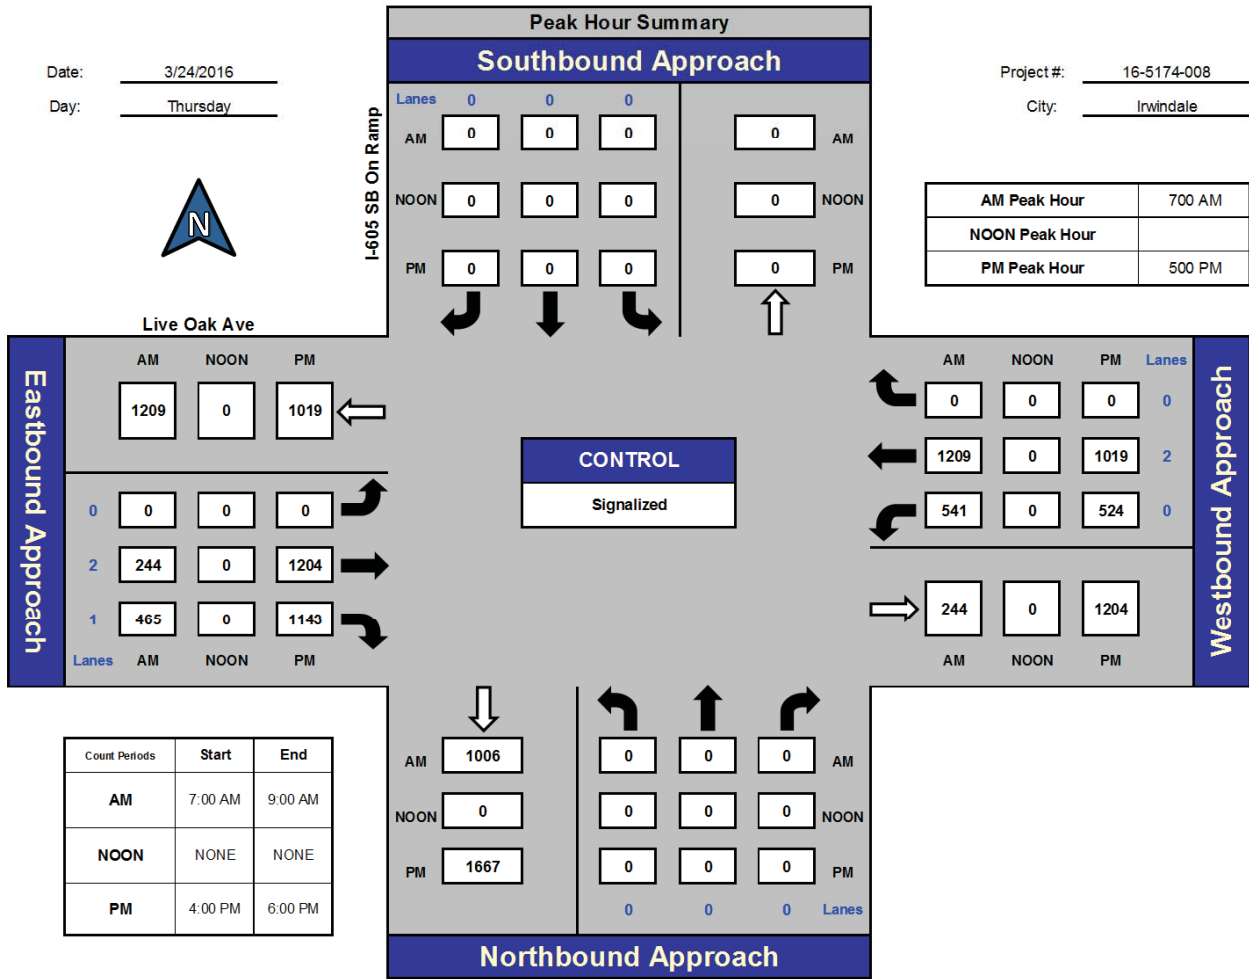 Peak Hour Summary
Southbound Approach
Date: 3/24/2016
Day: Thursday
Project #: 16-5174-008
City: Irwindale
I-605 SB On Ramp
Lanes 0 0 0
AM 0 0 0 0 AM
NOON 0 0 0 0 NOON
PM 0 0 0 0 PM
N
AM Peak Hour 700 AM
NOON Peak Hour
PM Peak Hour 500 PM
Live Oak Ave
Eastbound Approach
AM NOON PM
1209 0 1019
0 0 0 0
2 244 0 1204
1 465 0 1143
Lanes AM NOON PM
CONTROL
Signalized
AM NOON PM Lanes
0 0 0 0
1209 0 1019 2
541 0 524 0
244 0 1204
AM NOON PM
Westbound Approach
Count Periods Start End
AM 7:00 AM 9:00 AM
NOON NONE NONE
PM 4:00 PM 6:00 PM
AM 1006 0 0 0 AM
NOON 0 0 0 0 NOON
PM 1667 0 0 0 PM
0 0 0 Lanes
Northbound Approach